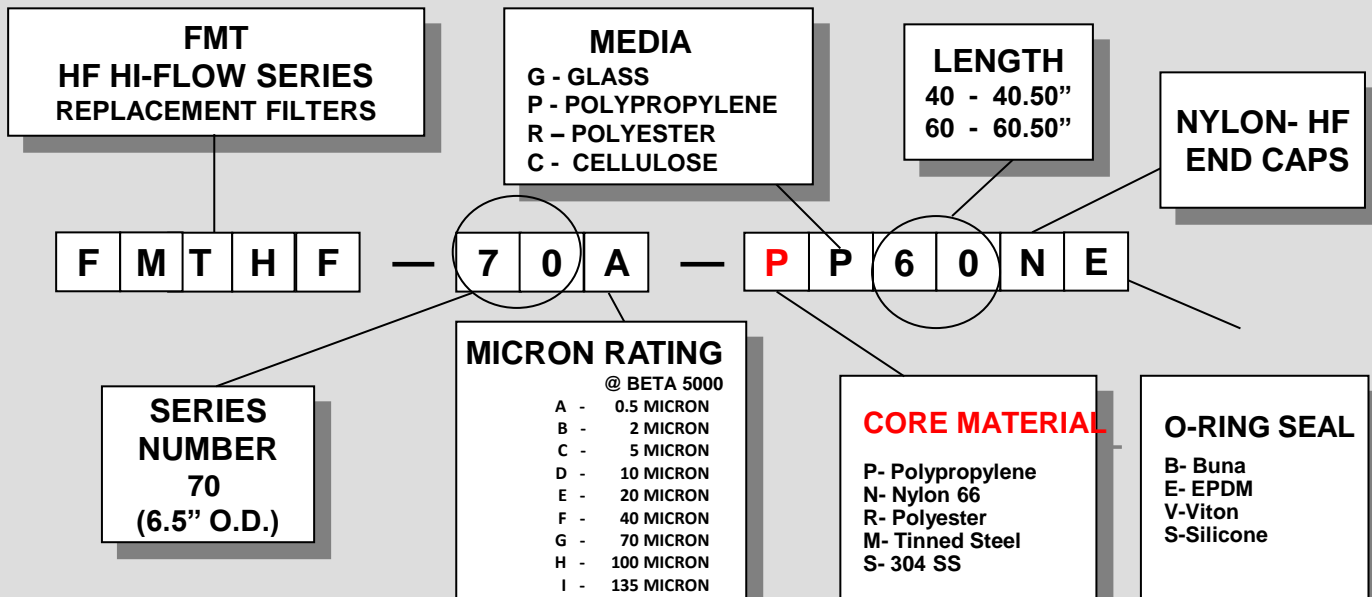 FMT
HF HI-FLOW SERIES
REPLACEMENT FILTERS
MEDIA
G - GLASS
P - POLYPROPYLENE
R – POLYESTER
C - CELLULOSE
LENGTH
40 - 40.50”
60 - 60.50”
NYLON- HF
END CAPS
F M T H F — 7 0 A — P P 6 0 N E
SERIES
NUMBER
70
(6.5” O.D.)
MICRON RATING
@ BETA 5000
A - 0.5 MICRON
B - 2 MICRON
C - 5 MICRON
D - 10 MICRON
E - 20 MICRON
F - 40 MICRON
G - 70 MICRON
H - 100 MICRON
I - 135 MICRON
CORE MATERIAL
P- Polypropylene
N- Nylon 66
R- Polyester
M- Tinned Steel
S- 304 SS
O-RING SEAL
B- Buna
E- EPDM
V-Viton
S-Silicone